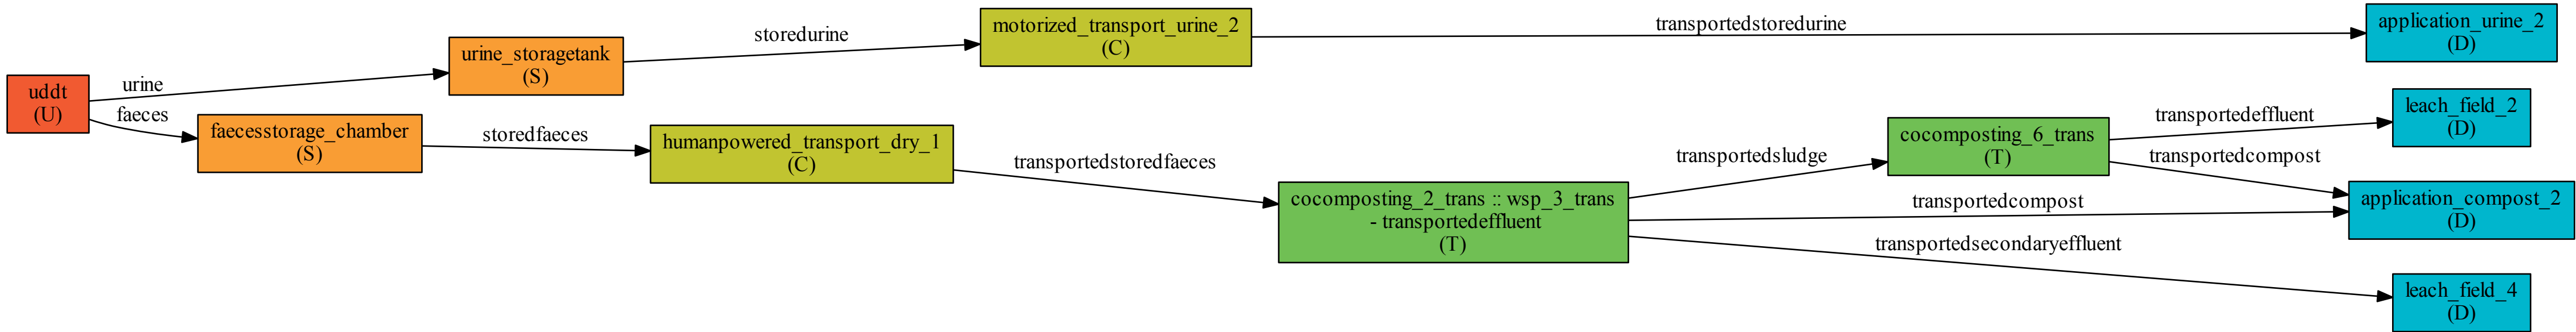 uddt
(U)
urine
faeces
urine_storagetank
(S)
faecesstorage_chamber
(S)
storedurine
storedfaeces
motorized_transport_urine_2
(C)
humanpowered_transport_dry_1
(C)
transportedstoredurine
transportedstoredfaeces
cocomposting_2_trans :: wsp_3_trans
- transportedeffluent
(T)
transportedsludge
transportedcompost
transportedsecondaryeffluent
cocomposting_6_trans
(T)
transportedeffluent
transportedcompost
application_urine_2
(D)
leach_field_2
(D)
application_compost_2
(D)
leach_field_4
(D)